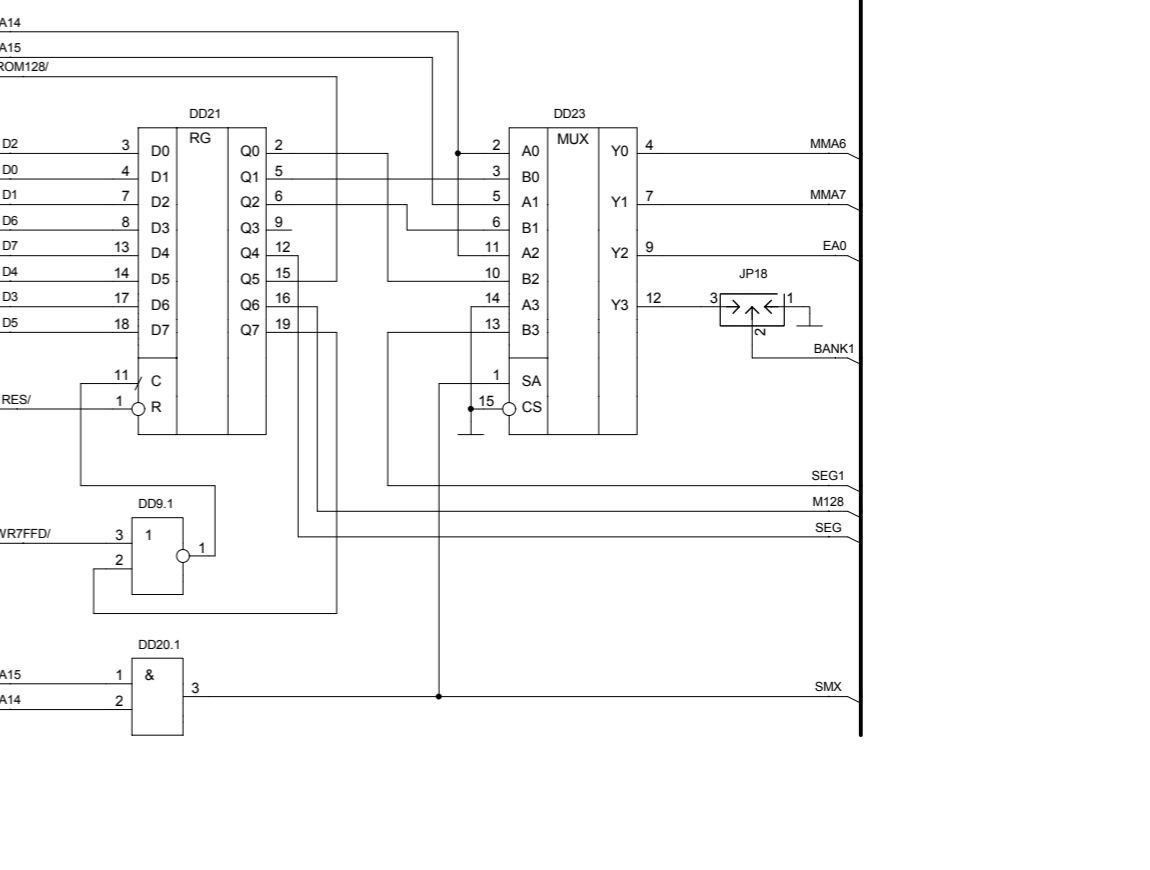 A14
A15
ROM128/
DD21 DD23
RG MUX
D2 3 D0 Q0 2 2 A0 Y0 4 MMA6
D0 4 D1 Q1 5 3 B0
D1 7 D2 Q2 6 5 A1 Y1 7 MMA7
D6 8 D3 Q3 9 6 B1
D7 13 D4 Q4 12 11 A2 Y2 9 EA0
D4 14 D5 Q5 15 10 B2 JP18
D3 17 D6 Q6 16 14 A3 Y3 12 3 1
D5 18 D7 Q7 19 13 B3 2
BANK1
11 C 1 SA
RES/ 1 R 15 CS
SEG1
DD9.1 M128
WR7FFD/ 3 1 SEG
2 1
DD20.1
A15 1 &
3 SMX
A14 2